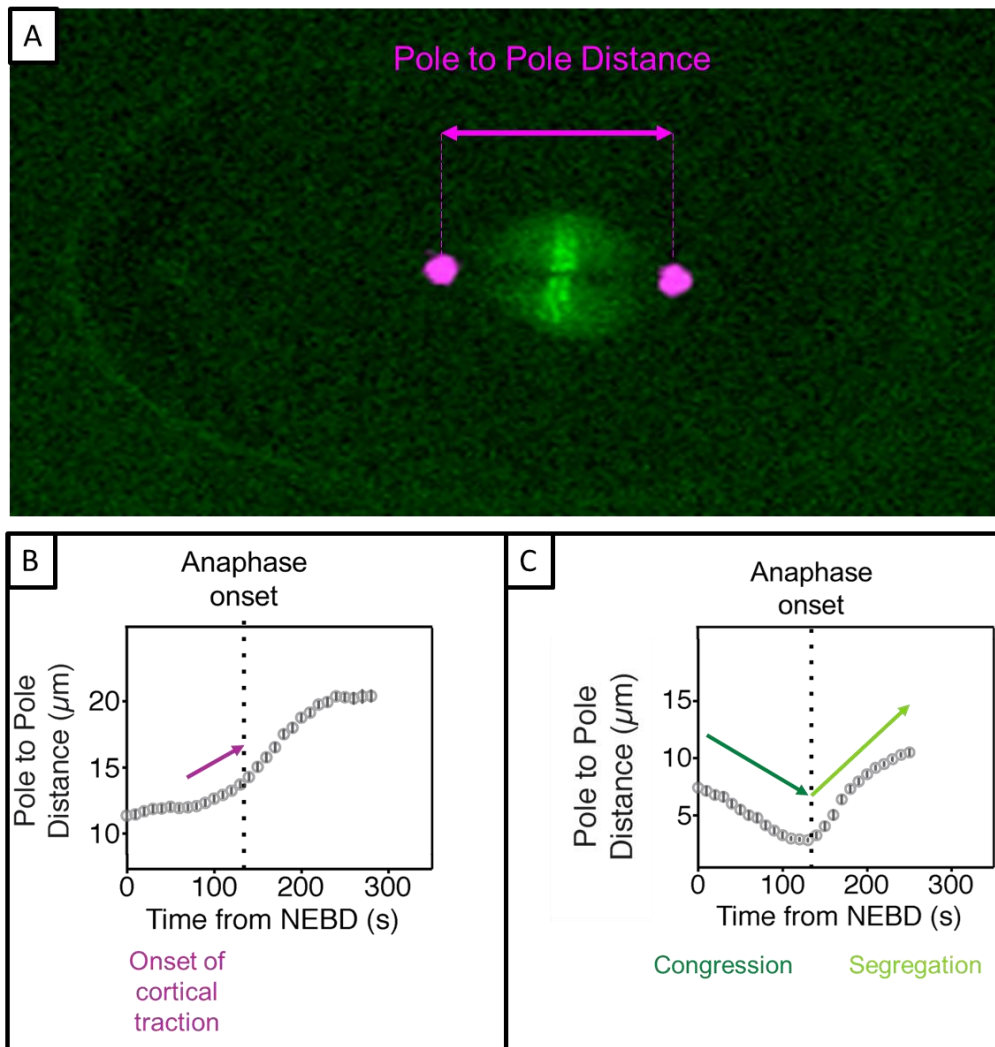 A
Pole to Pole Distance
B
Anaphase
onset
Pole to Pole
Distance (µm)
20
15
10
0
100
200
300
Time from NEBD (s)
Onset of
cortical
traction
C
Anaphase
onset
Pole to Pole
Distance (µm)
15
10
5
0
100
200
300
Time from NEBD (s)
Congression
Segregation